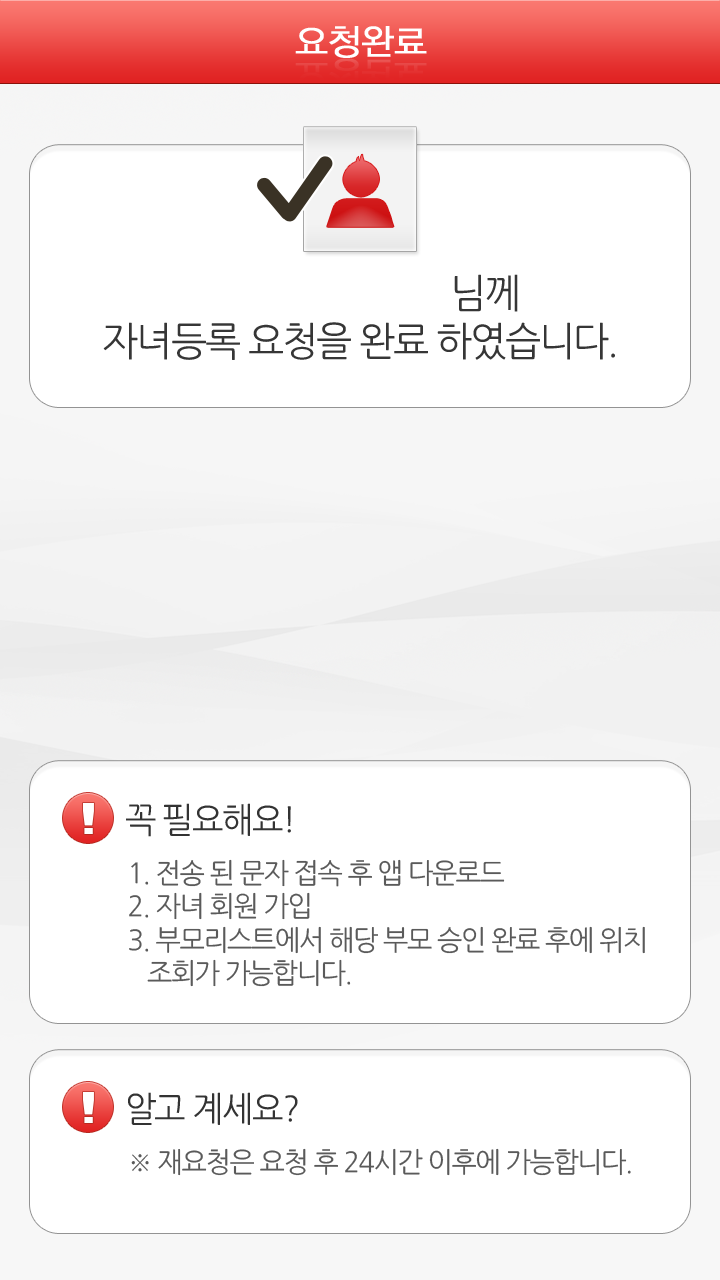 요청완료
님께
자녀등록 요청을 완료 하였습니다.
꼭 필요해요!
1. 전송 된 문자 접속 후 앱 다운로드
2. 자녀 회원 가입
3. 부모리스트에서 해당 부모 승인 완료 후에 위치
조회가 가능합니다.
알고 계세요?
※ 재요청은 요청 후 24시간 이후에 가능합니다.